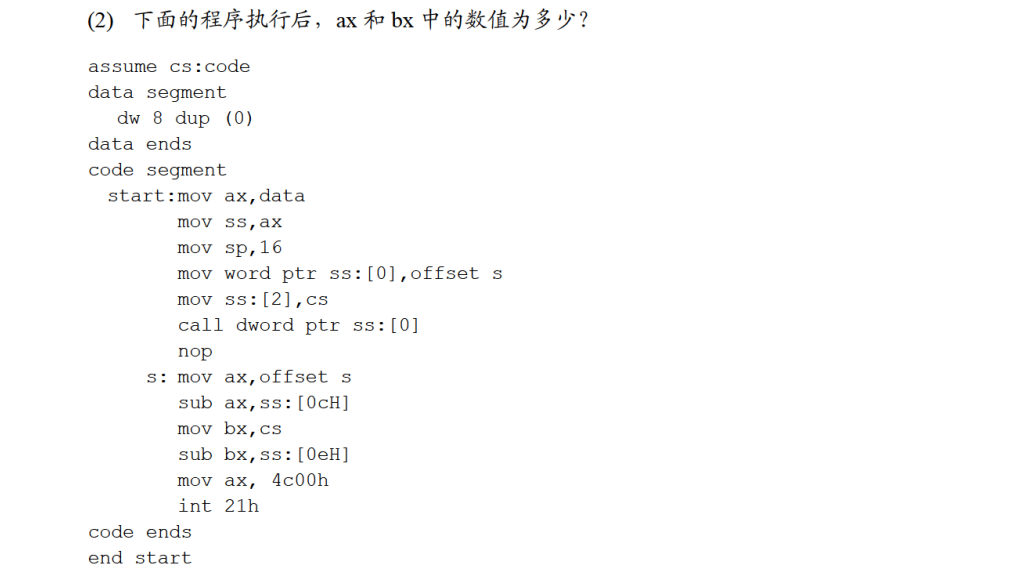 (2) 下面的程序执行后，ax 和 bx 中的数值为多少？
assume cs:code
data segment
dw 8 dup (0)
data ends
code segment
start:mov ax,data
mov ss,ax
mov sp,16
mov word ptr ss:[0],offset s
mov ss:[2],cs
call dword ptr ss:[0]
nop
s: mov ax,offset s
sub ax,ss:[0cH]
mov bx,cs
sub bx,ss:[0eH]
mov ax, 4c00h
int 21h
code ends
end start